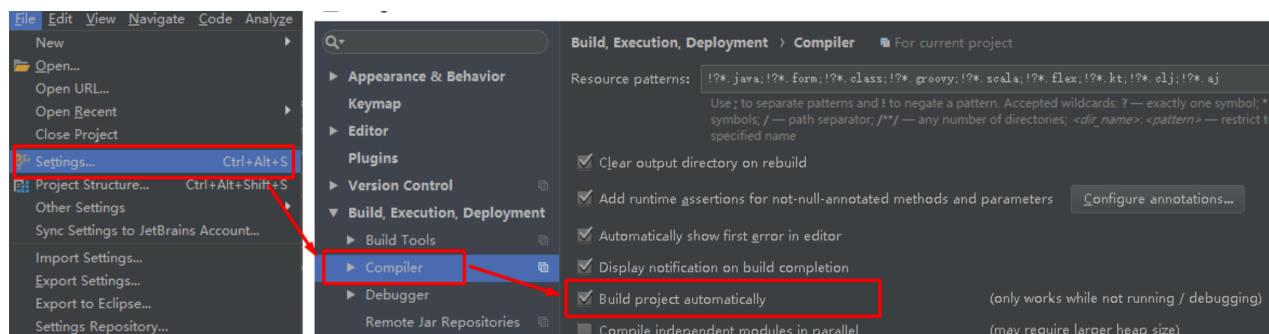 File Edit View Navigate Code Analyze
New
Open...
Open URL...
Open Recent
Close Project
Settings... Ctrl+Alt+S
Project Structure... Ctrl+Alt+Shift+S
Other Settings
Sync Settings to JetBrains Account...
Import Settings...
Export Settings...
Export to Eclipse...
Settings Repository...
Appearance & Behavior
Keymap
Editor
Plugins
Version Control
Build, Execution, Deployment
Build Tools
Compiler
Debugger
Remote Jar Repositories
Build, Execution, Deployment › Compiler For current project
Resource patterns: !?*.java;!?*.form;!?*.class;!?*.groovy;!?*.scala;!?*.flex;!?*.kt;!?*.clj;!?*.aj
Use ; to separate patterns and ! to negate a pattern. Accepted wildcards: ? — exactly one symbol; *
symbols; / — path separator; /**/ — any number of directories; <dir_name>:<pattern> — restrict t
specified name
Clear output directory on rebuild
Add runtime assertions for not-null-annotated methods and parameters Configure annotations...
Automatically show first error in editor
Display notification on build completion
Build project automatically (only works while not running / debugging)
Compile independent modules in parallel (may require larger heap size)